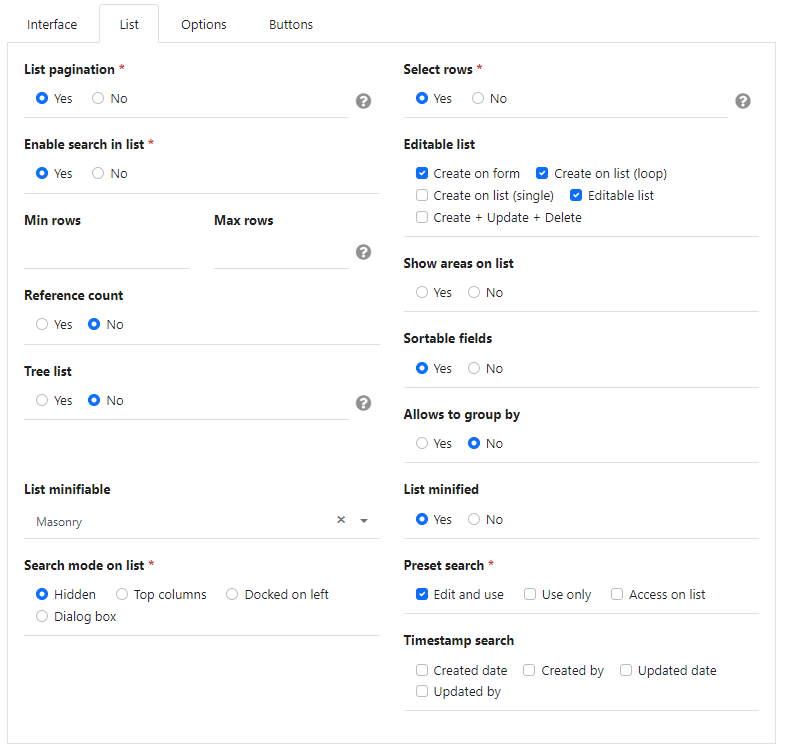 Interface List Options Buttons
List pagination *
Yes No ?
Enable search in list *
Yes No
Min rows Max rows
?
Reference count
Yes No
Tree list
Yes No ?
List minifiable
Masonry × 
Search mode on list *
Hidden Top columns Docked on left
Dialog box
Select rows *
Yes No ?
Editable list
Create on form Create on list (loop)
Create on list (single) Editable list
Create + Update + Delete
Show areas on list
Yes No
Sortable fields
Yes No
Allows to group by
Yes No
List minified
Yes No
Preset search *
Edit and use Use only Access on list
Timestamp search
Created date Created by Updated date
Updated by